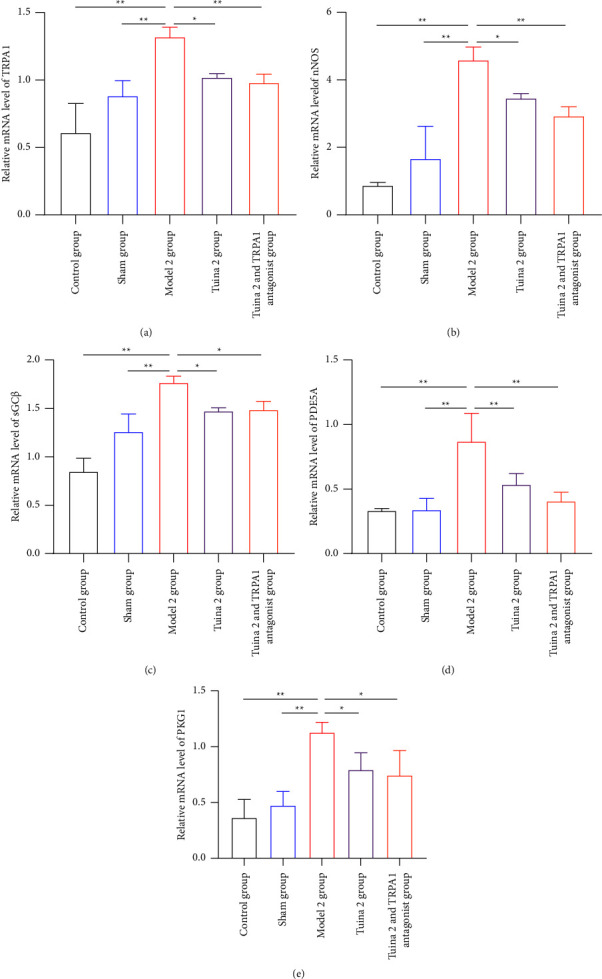 Relative mRNA level of TRPA1
1.5
1.0
0.5
0.0
** **
** *
Control group
Sham group
Model 2 group
Tuina 2 group
Tuina 2 and TRPA1
antagonist group
(a)
Relative mRNA levelof nNOS
6
4
2
0
** **
** *
Control group
Sham group
Model 2 group
Tuina 2 group
Tuina 2 and TRPA1
antagonist group
(b)
Relative mRNA level of sGCβ
2.0
1.5
1.0
0.5
0.0
** *
** *
Control group
Sham group
Model 2 group
Tuina 2 group
Tuina 2 and TRPA1
antagonist group
(c)
Relative mRNA level of PDE5A
1.5
1.0
0.5
0.0
** **
** **
Control group
Sham group
Model 2 group
Tuina 2 group
Tuina 2 and TRPA1
antagonist group
(d)
Relative mRNA level of PKG1
1.5
1.0
0.5
0.0
** *
** *
Control group
Sham group
Model 2 group
Tuina 2 group
Tuina 2 and TRPA1
antagonist group
(e)